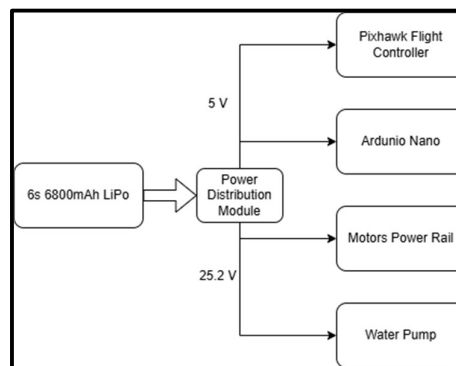 Pixhawk Flight
Controller
5 V
Ardunio Nano
6s 6800mAh LiPo
Power
Distribution
Module
Motors Power Rail
25.2 V
Water Pump